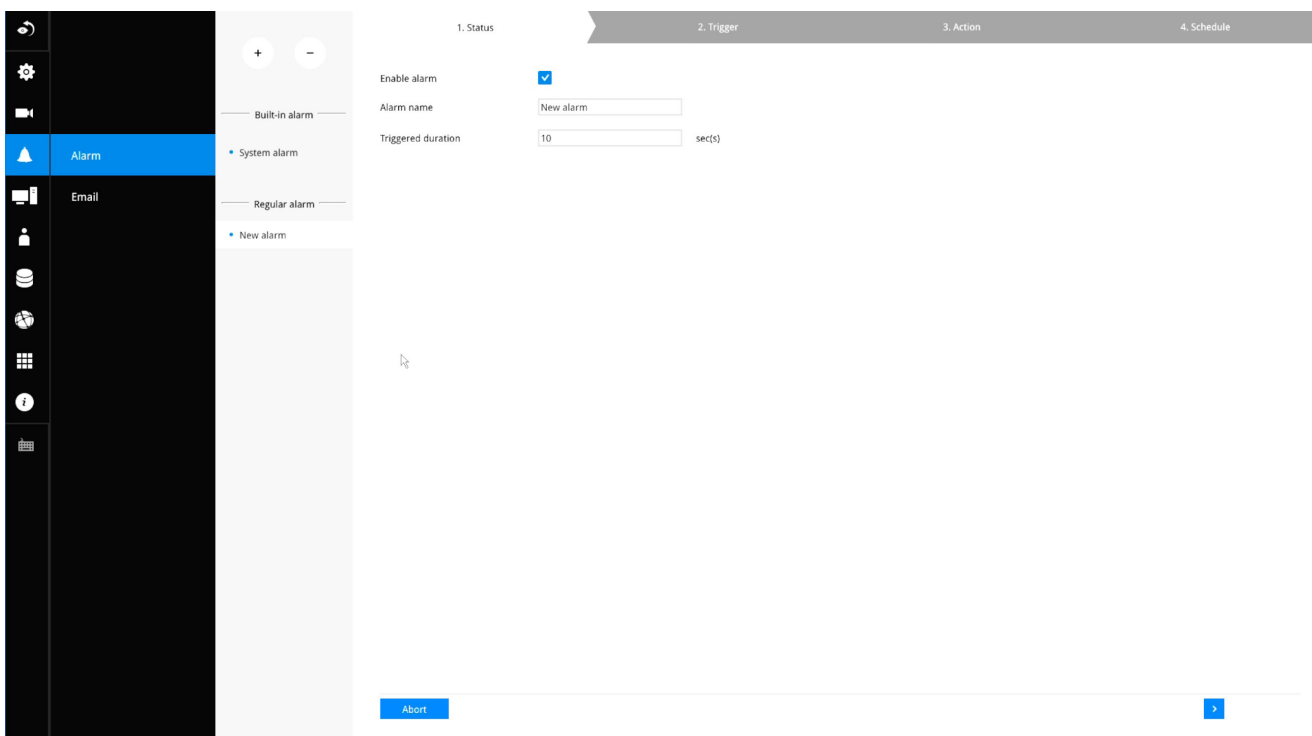 1. Status
2. Trigger
3. Action
4. Schedule
+
−
Enable alarm
Alarm name
New alarm
Triggered duration
10
sec(s)
Built-in alarm
System alarm
Regular alarm
New alarm
Alarm
Email
Abort
>